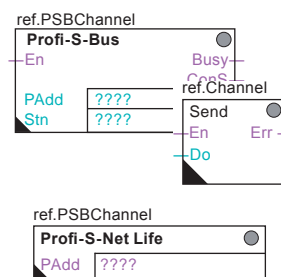 ref.PSBChannel
Profi-S-Bus
En Busy
ConS
PAdd ????
Stn ????
ref.Channel
Send
En Err
Do
ref.PSBChannel
Profi-S-Net Life
PAdd ????